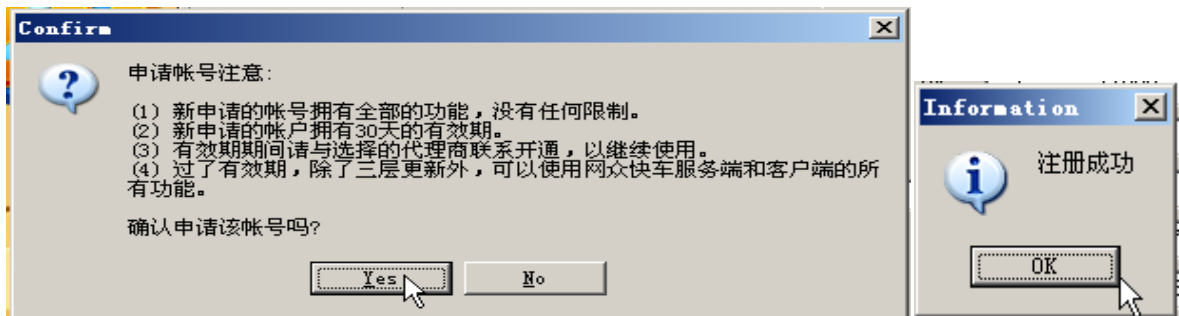 Confirm
申请帐号注意:
(1) 新申请的帐号拥有全部的功能，没有任何限制。
(2) 新申请的帐户拥有30天的有效期。
(3) 有效期期间请与选择的代理商联系开通，以继续使用。
(4) 过了有效期，除了三层更新外，可以使用网众快车服务端和客户端的所
有功能。
确认申请该帐号吗?
Yes
No
Information
注册成功
OK